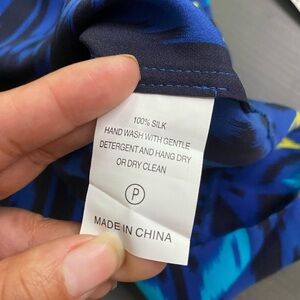 100% SILK
HAND WASH WITH GENTLE
DETERGENT AND HANG DRY
OR DRY CLEAN
P
MADE IN CHINA